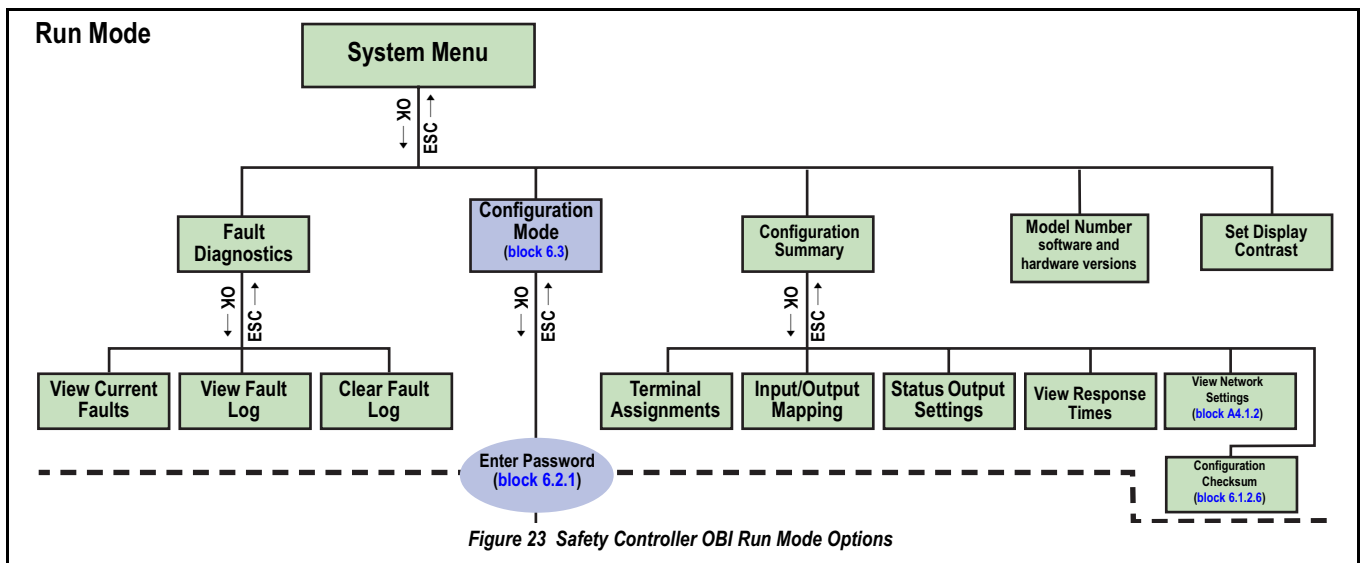 Run Mode
System Menu
OK →
ESC →
Fault
Diagnostics
Configuration
Mode
(block 6.3)
Configuration
Summary
Model Number
software and
hardware versions
Set Display
Contrast
OK →
ESC →
OK →
ESC →
OK →
ESC →
View Current
Faults
View Fault
Log
Clear Fault
Log
Terminal
Assignments
Input/Output
Mapping
Status Output
Settings
View Response
Times
View Network
Settings
(block A4.1.2)
Enter Password
(block 6.2.1)
Configuration
Checksum
(block 6.1.2.6)
Figure 23 Safety Controller OBI Run Mode Options